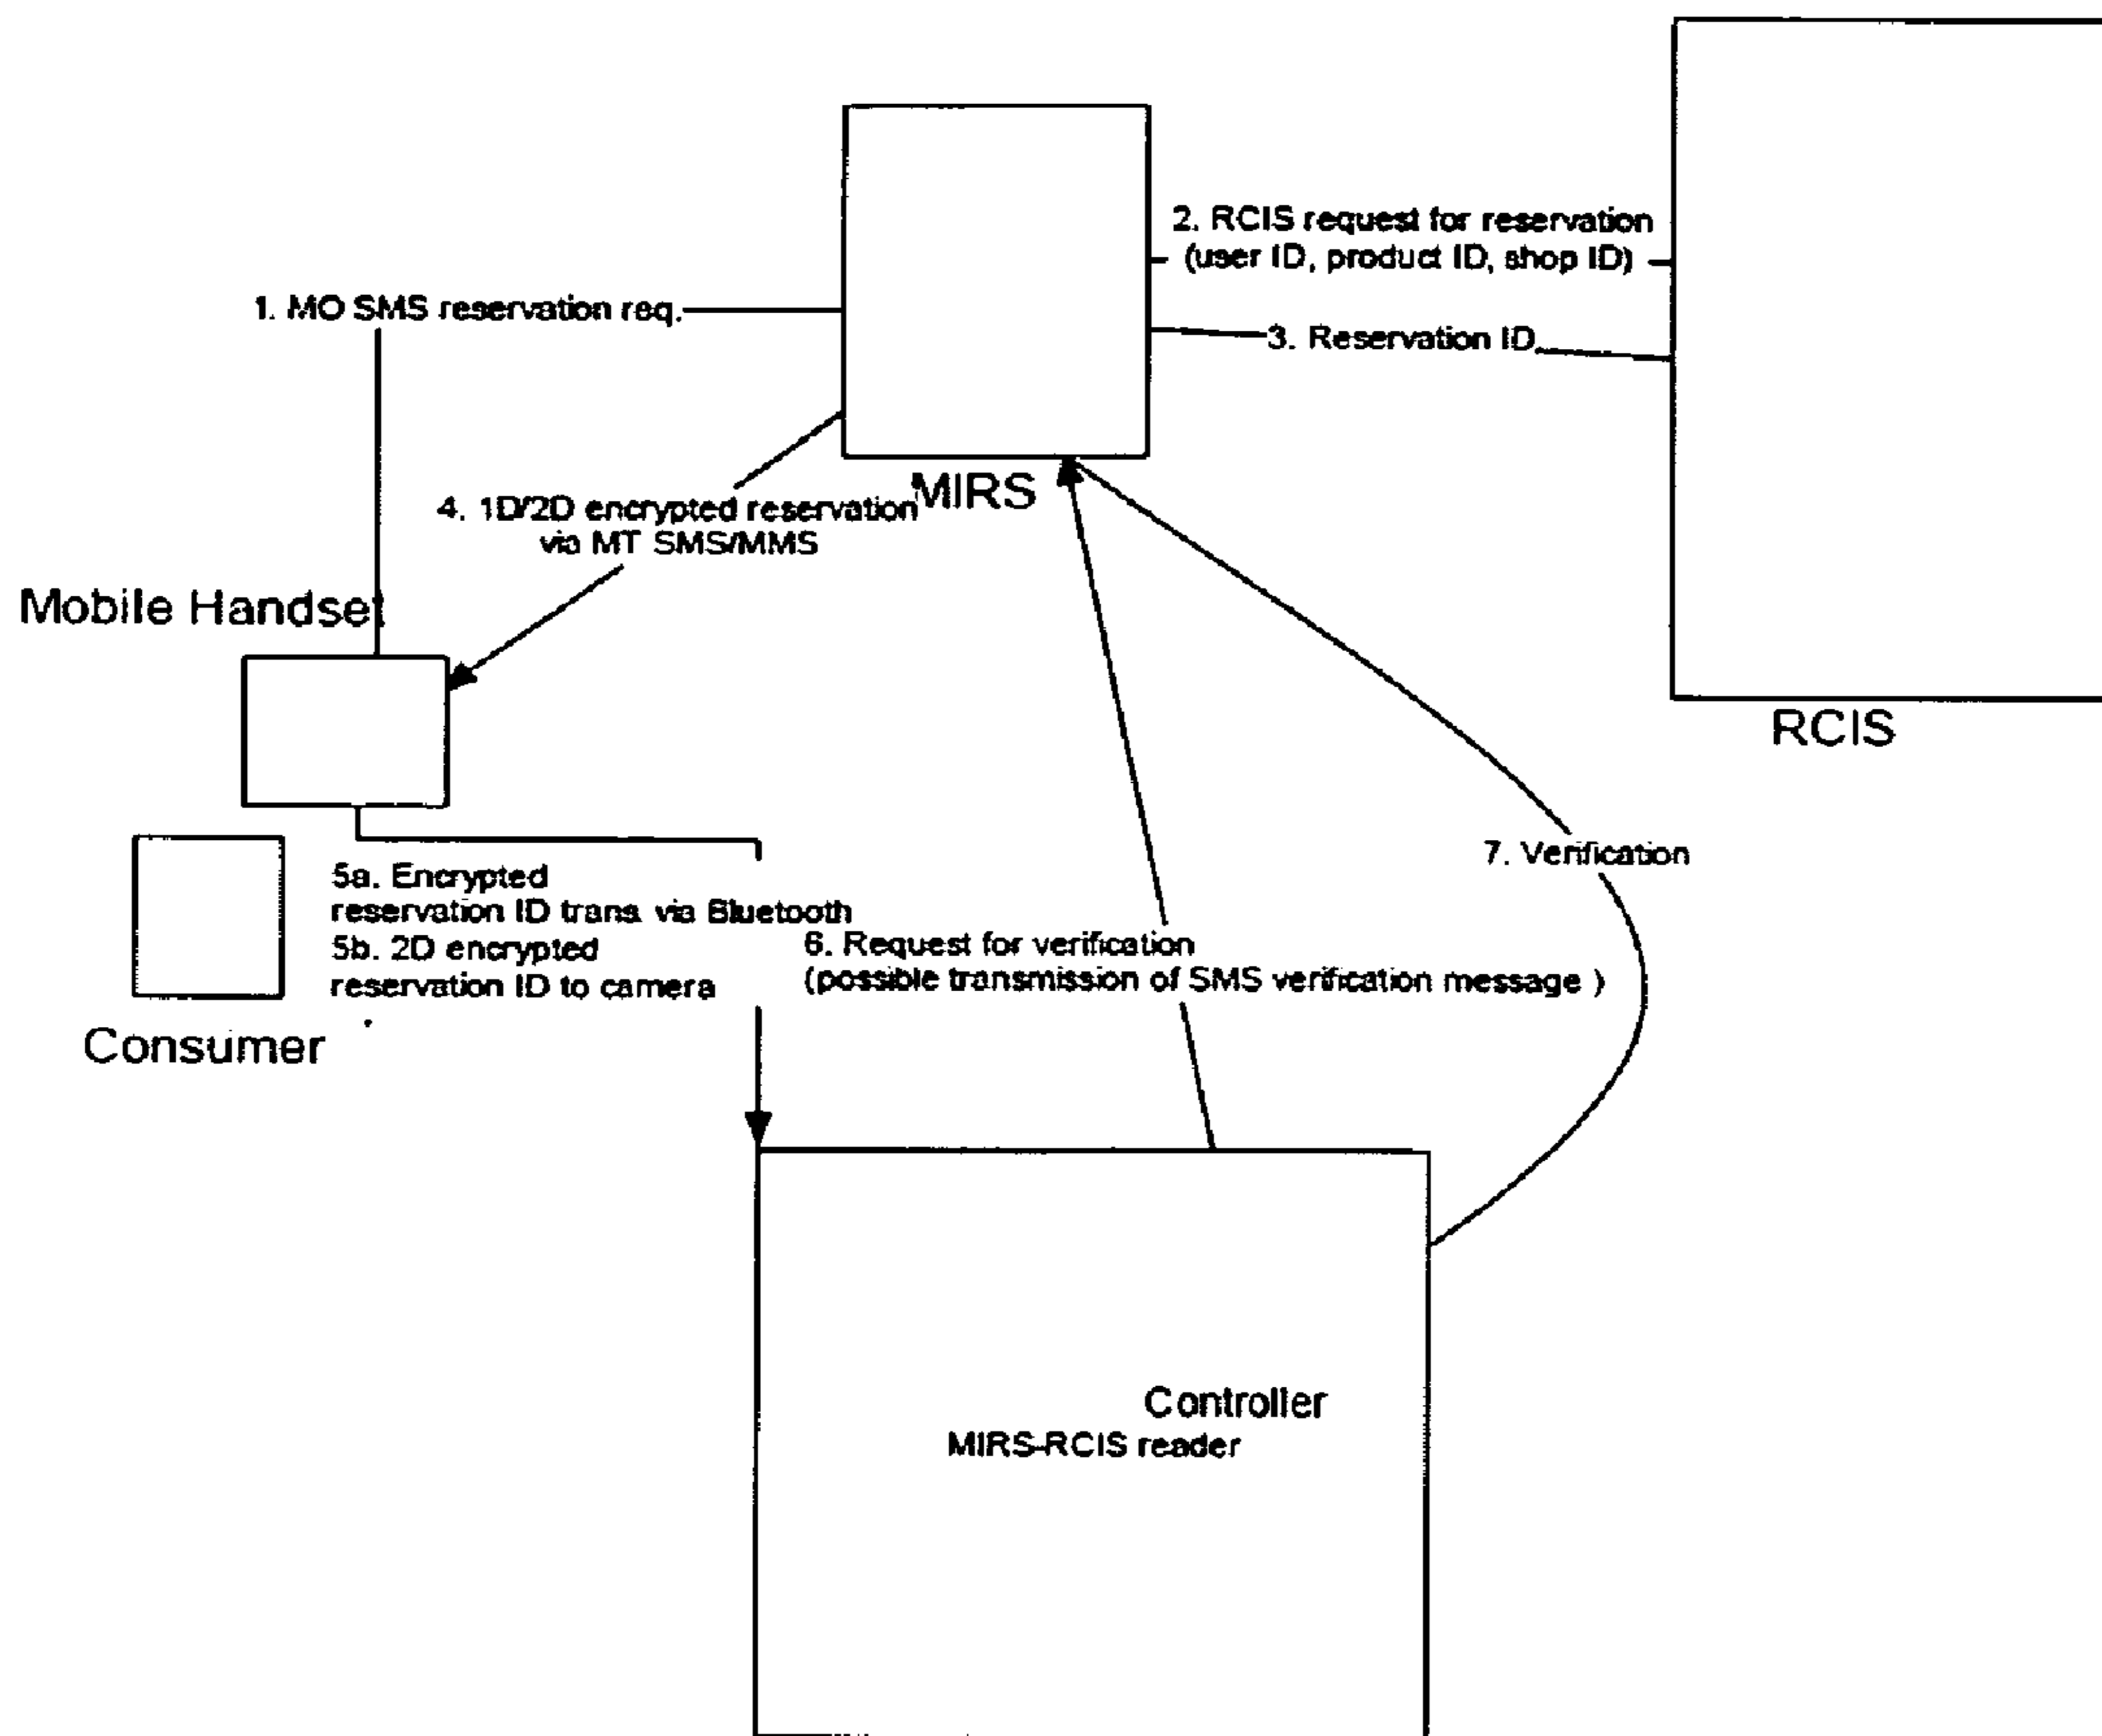 2. RCIS request for reservation
(user ID, product ID, shop ID)
1. MO SMS reservation req.
3. Reservation ID
MIRS
4. 1D/2D encrypted reservation
via MT SMS/MMS
Mobile Handset
RCIS
7. Verification
5a. Encrypted
reservation ID trans. via Bluetooth
5b. 2D encrypted
reservation ID to camera
6. Request for verification
(possible transmission of SMS verification message )
Consumer
Controller
MIRS-RCIS reader